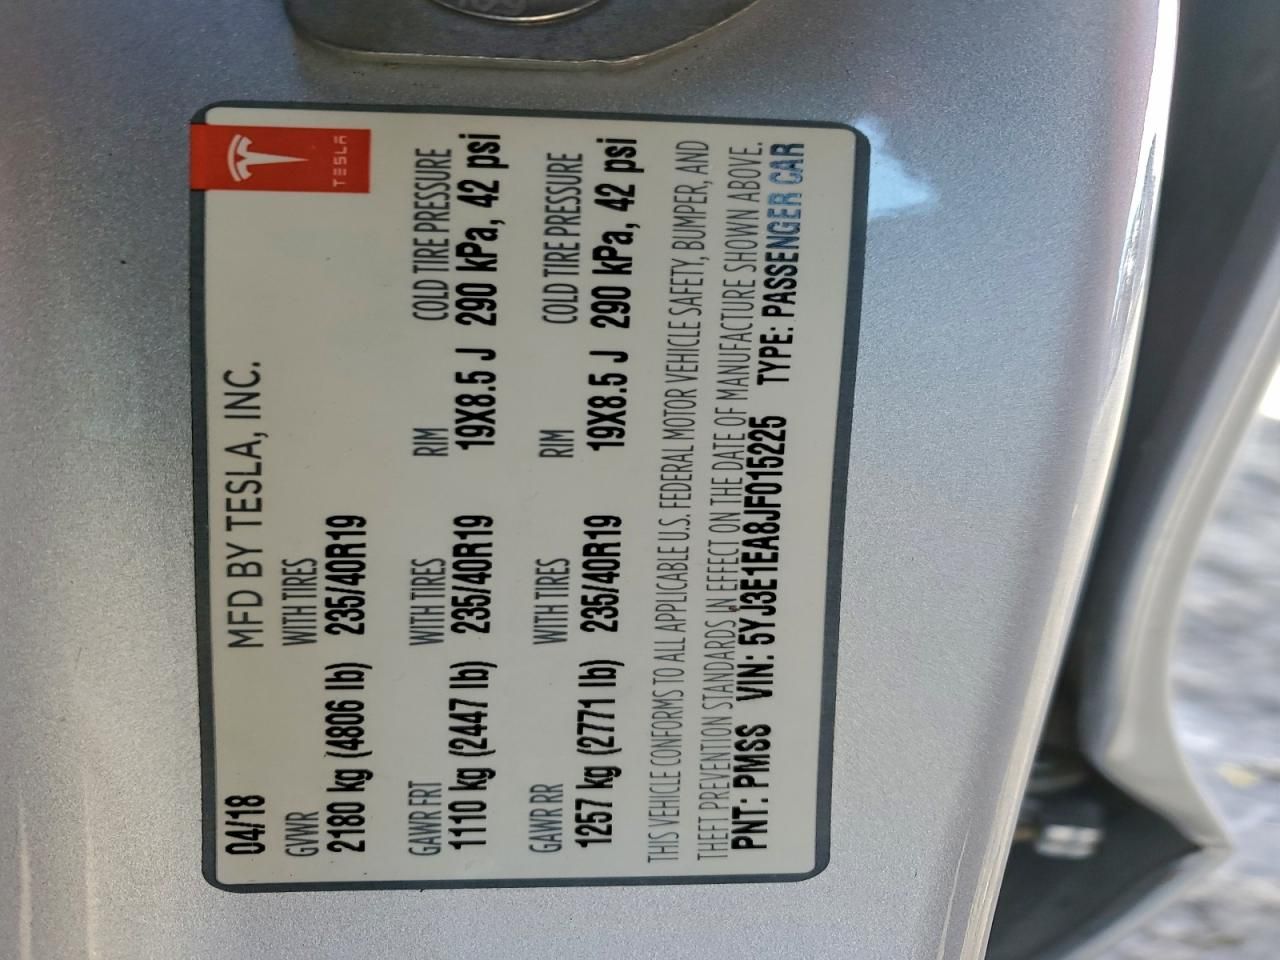 04/18 MFD BY TESLA, INC. TESLA
GVWR WITH TIRES
2180 kg (4806 lb) 235/40R19
GAWR FRT WITH TIRES RIM COLD TIRE PRESSURE
1110 kg (2447 lb) 235/40R19 19X8.5 J 290 kPa, 42 psi
GAWR RR WITH TIRES RIM COLD TIRE PRESSURE
1257 kg (2771 lb) 235/40R19 19X8.5 J 290 kPa, 42 psi
THIS VEHICLE CONFORMS TO ALL APPLICABLE U.S. FEDERAL MOTOR VEHICLE SAFETY, BUMPER, AND
THEFT PREVENTION STANDARDS IN EFFECT ON THE DATE OF MANUFACTURE SHOWN ABOVE.
PNT: PMSS VIN: 5YJ3E1EA8JF015225 TYPE: PASSENGER CAR